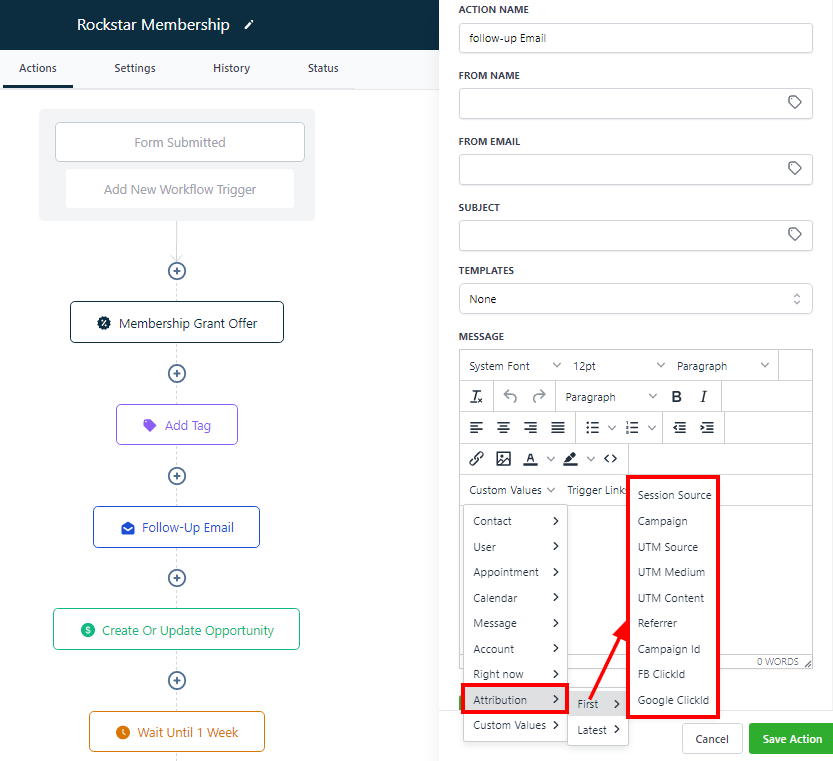 Rockstar Membership
Actions
Settings
History
Status
Form Submitted
Add New Workflow Trigger
Membership Grant Offer
Add Tag
Follow-Up Email
Create Or Update Opportunity
Wait Until 1 Week
ACTION NAME
follow-up Email
FROM NAME
FROM EMAIL
SUBJECT
TEMPLATES
None
MESSAGE
System Font
12pt
Paragraph
Paragraph
B
I
A
Custom Values
Trigger Links
Contact
User
Appointment
Calendar
Message
Account
Right now
Attribution
Custom Values
First
Latest
Session Source
Campaign
UTM Source
UTM Medium
UTM Content
Referrer
Campaign Id
FB ClickId
Google ClickId
0 WORDS
Cancel
Save Action